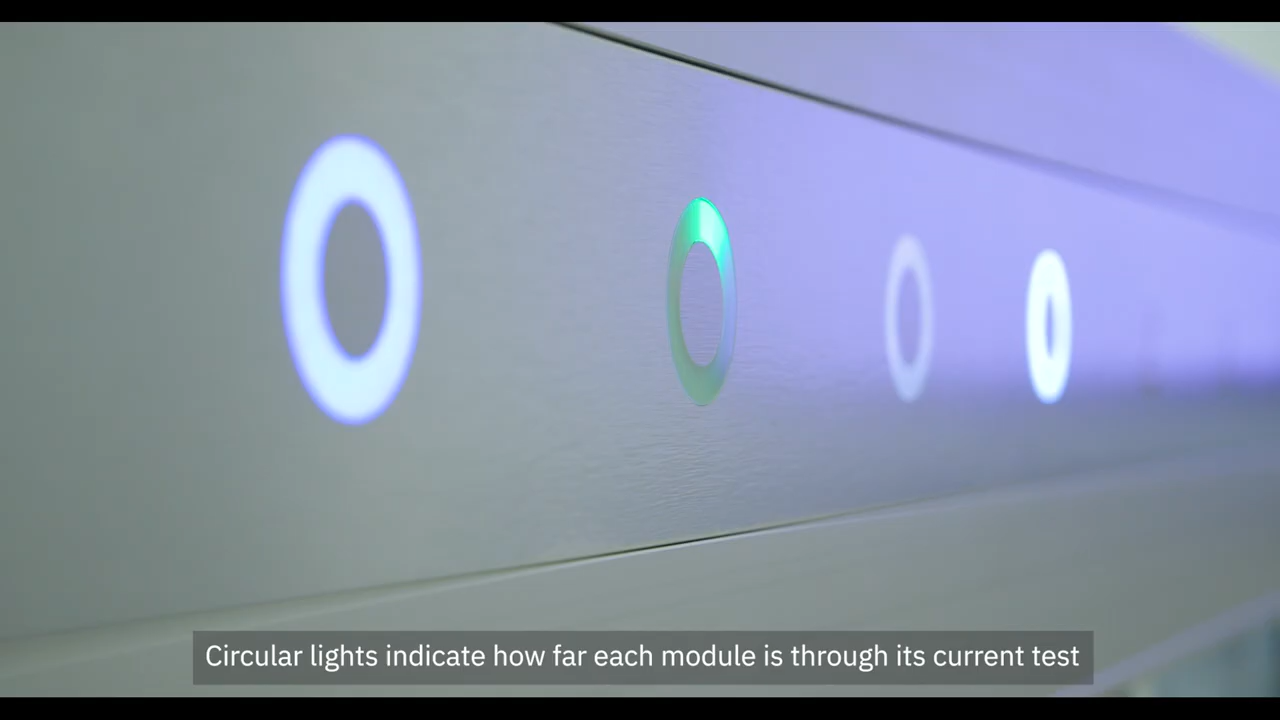 Circular lights indicate how far each module is through its current test